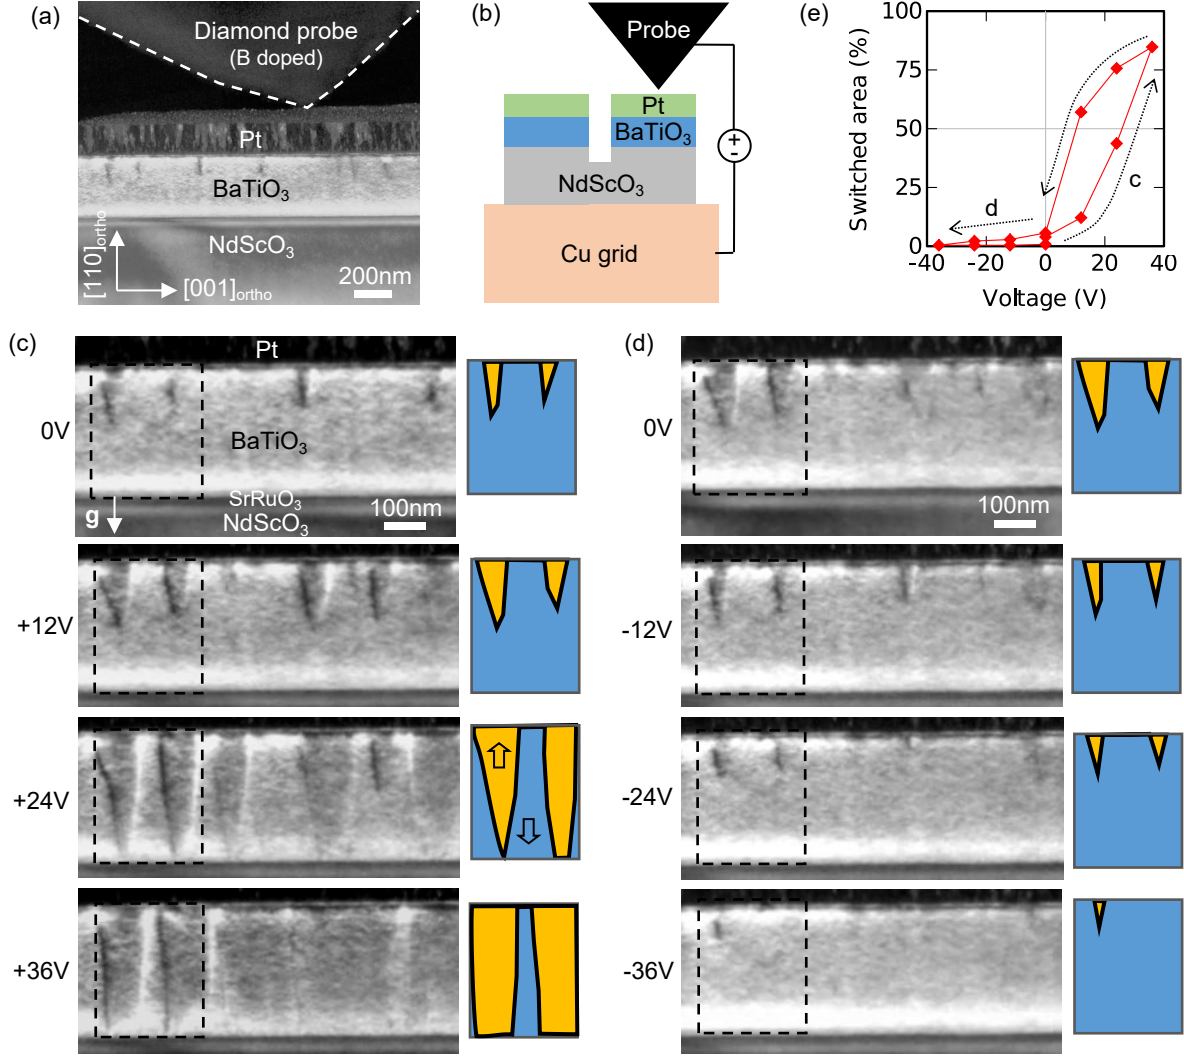 (a)
Diamond probe
(B doped)
Pt
BaTiO₃
NdScO₃
[110]ortho
[001]ortho
200nm
(b)
Probe
Pt
BaTiO₃
NdScO₃
Cu grid
+
-
(e)
Switched area (%)
100
75
50
25
0
-40
-20
0
20
40
Voltage (V)
c
d
(c)
Pt
0V
BaTiO₃
SrRuO₃
NdScO₃
g
100nm
+12V
+24V
+36V
(d)
0V
100nm
-12V
-24V
-36V